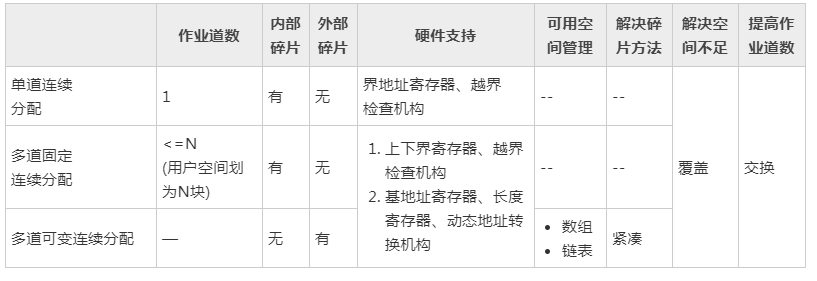 作业道数
内部
碎片
外部
碎片
硬件支持
可用空
间管理
解决碎
片方法
解决空
间不足
提高作
业道数
单道连续
分配
1
有
无
界地址寄存器、越界
检查机构
--
--
多道固定
连续分配
<=N
(用户空间划
为N块)
有
无
1. 上下界寄存器、越界
检查机构
2. 基地址寄存器、长度
寄存器、动态地址转
换机构
--
--
覆盖
交换
多道可变连续分配
—
无
有
• 数组
• 链表
紧凑